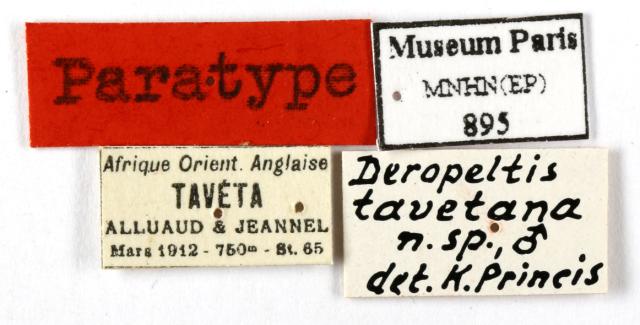 Paratype
Museum Paris
MNHN(EP)
895
Afrique Orient. Anglaise
TAVÉTA
ALLUAUD & JEANNEL
Mars 1912 - 750m - St. 65
Deropeltis
tavetana
n. sp., ♂
det. K. Princis